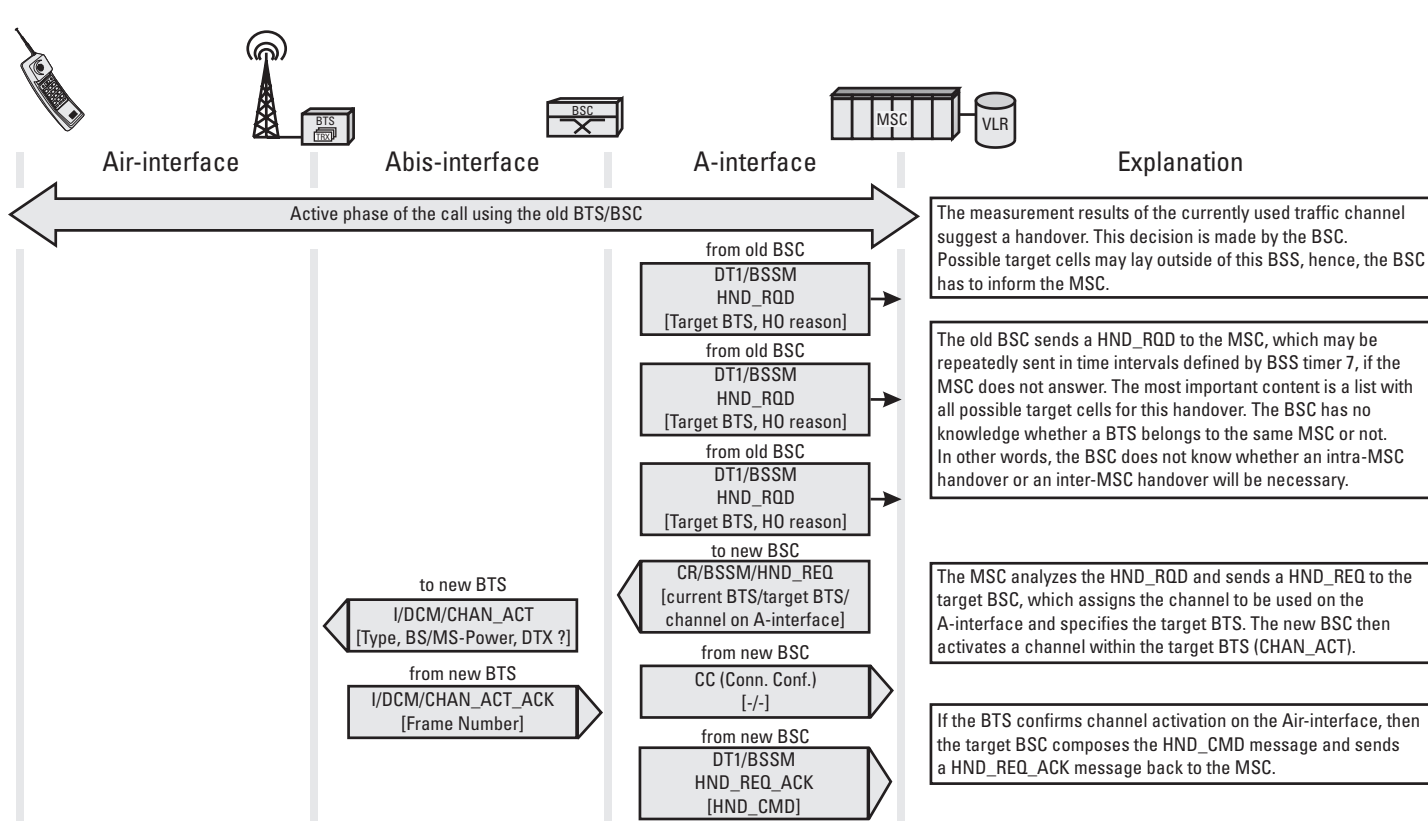 BTS
TRX
BSC
MSC
VLR
Air-interface
Abis-interface
A-interface
Explanation
Active phase of the call using the old BTS/BSC
The measurement results of the currently used traffic channel
suggest a handover. This decision is made by the BSC.
Possible target cells may lay outside of this BSS, hence, the BSC
has to inform the MSC.
from old BSC
DT1/BSSM
HND_RQD
[Target BTS, HO reason]
from old BSC
DT1/BSSM
HND_RQD
[Target BTS, HO reason]
from old BSC
DT1/BSSM
HND_RQD
[Target BTS, HO reason]
The old BSC sends a HND_RQD to the MSC, which may be
repeatedly sent in time intervals defined by BSS timer 7, if the
MSC does not answer. The most important content is a list with
all possible target cells for this handover. The BSC has no
knowledge whether a BTS belongs to the same MSC or not.
In other words, the BSC does not know whether an intra-MSC
handover or an inter-MSC handover will be necessary.
to new BSC
CR/BSSM/HND_REQ
[current BTS/target BTS/
channel on A-interface]
to new BTS
I/DCM/CHAN_ACT
[Type, BS/MS-Power, DTX ?]
The MSC analyzes the HND_RQD and sends a HND_REQ to the
target BSC, which assigns the channel to be used on the
A-interface and specifies the target BTS. The new BSC then
activates a channel within the target BTS (CHAN_ACT).
from new BTS
I/DCM/CHAN_ACT_ACK
[Frame Number]
from new BSC
CC (Conn. Conf.)
[-/-]
from new BSC
DT1/BSSM
HND_REQ_ACK
[HND_CMD]
If the BTS confirms channel activation on the Air-interface, then
the target BSC composes the HND_CMD message and sends
a HND_REQ_ACK message back to the MSC.